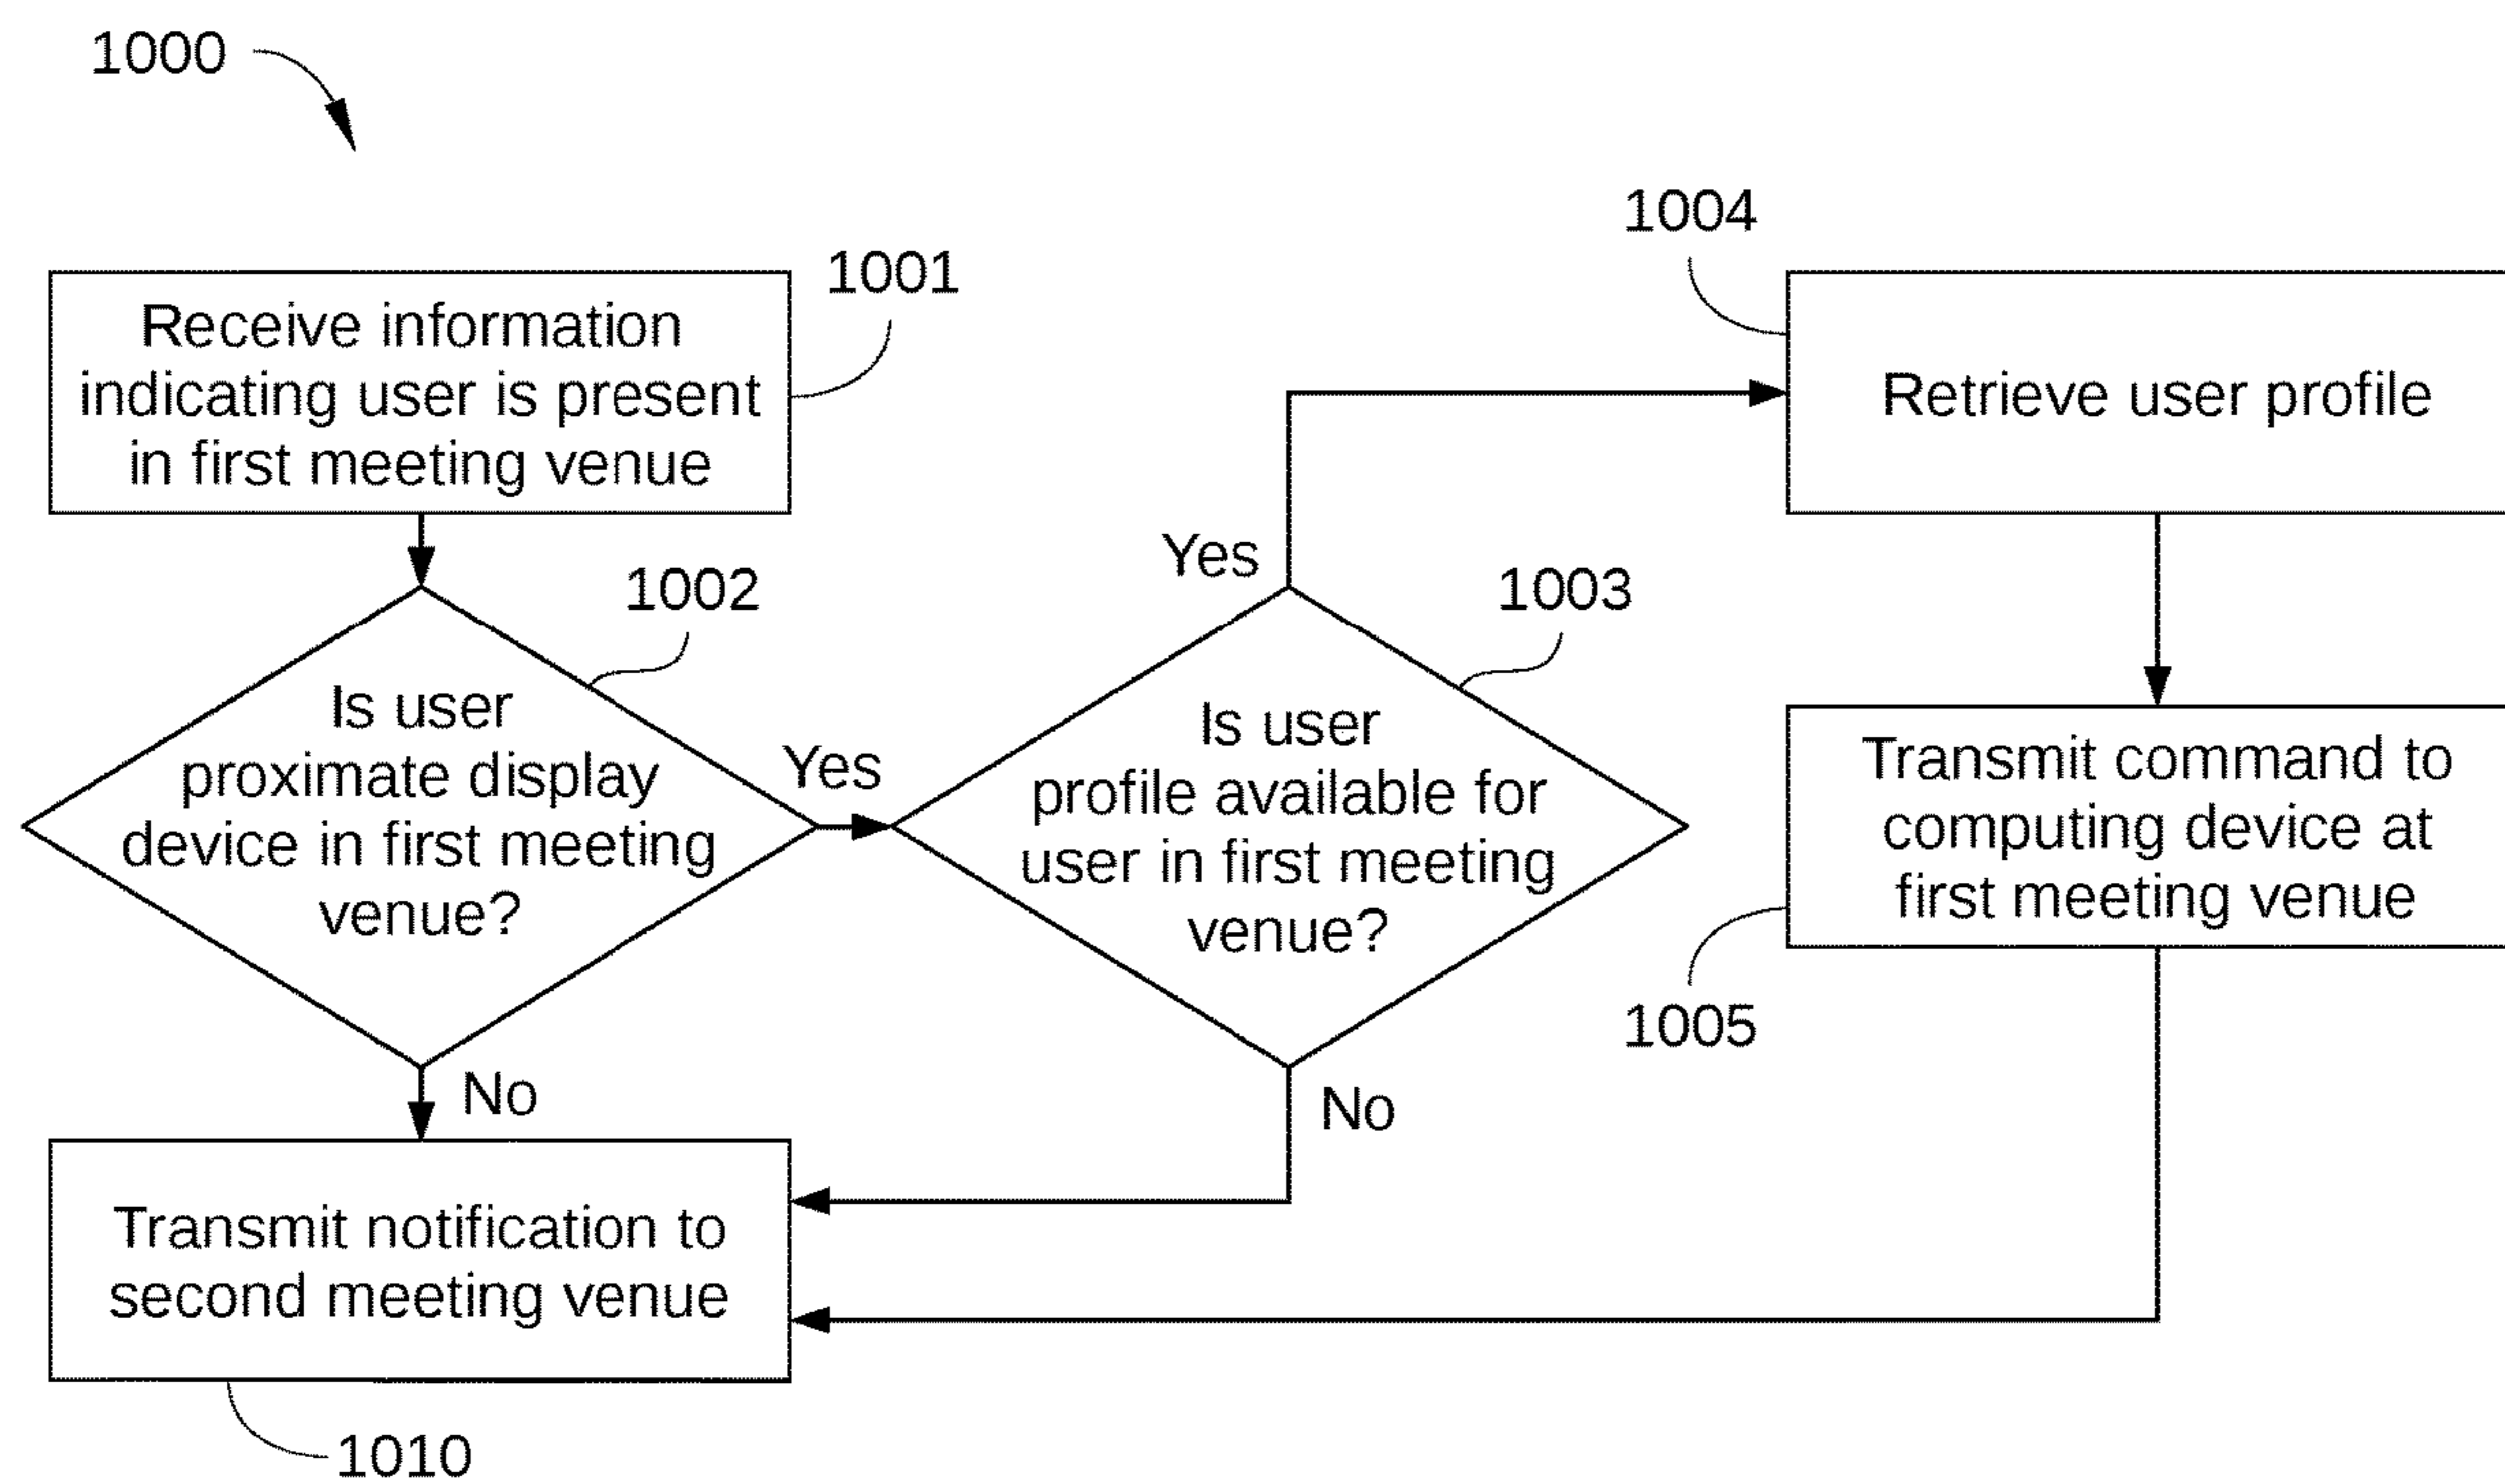 1000
1001
Receive information
indicating user is present
in first meeting venue
1002
Is user
proximate display
device in first meeting
venue?
Yes
No
1003
Is user
profile available for
user in first meeting
venue?
Yes
No
1004
Retrieve user profile
Transmit command to
computing device at
first meeting venue
1005
Transmit notification to
second meeting venue
1010